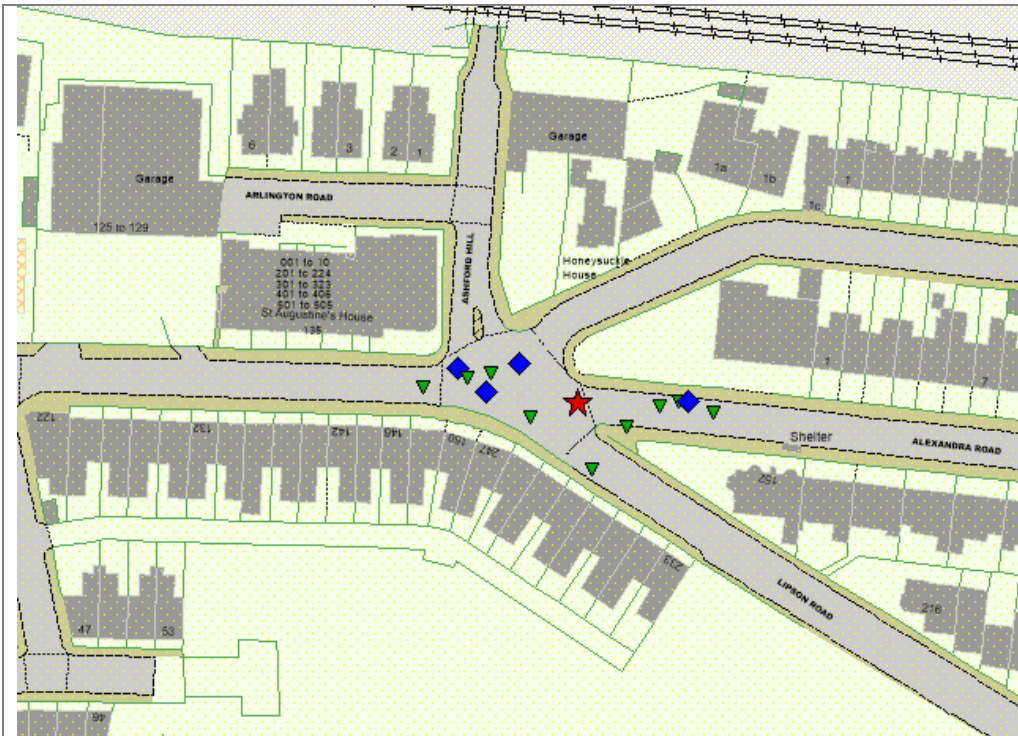 6
3
2
1
Garage
Garage
1a
1b
1c
1
ARLINGTON ROAD
125 to 129
ASHFORD HILL
Honeysuckle
House
001 to 10
201 to 224
301 to 323
401 to 406
501 to 505
St Augustine's House
135
1
7
122
132
142
146
150
247
Shelter
ALEXANDRA ROAD
152
233
LIPSON ROAD
216
47
53
46